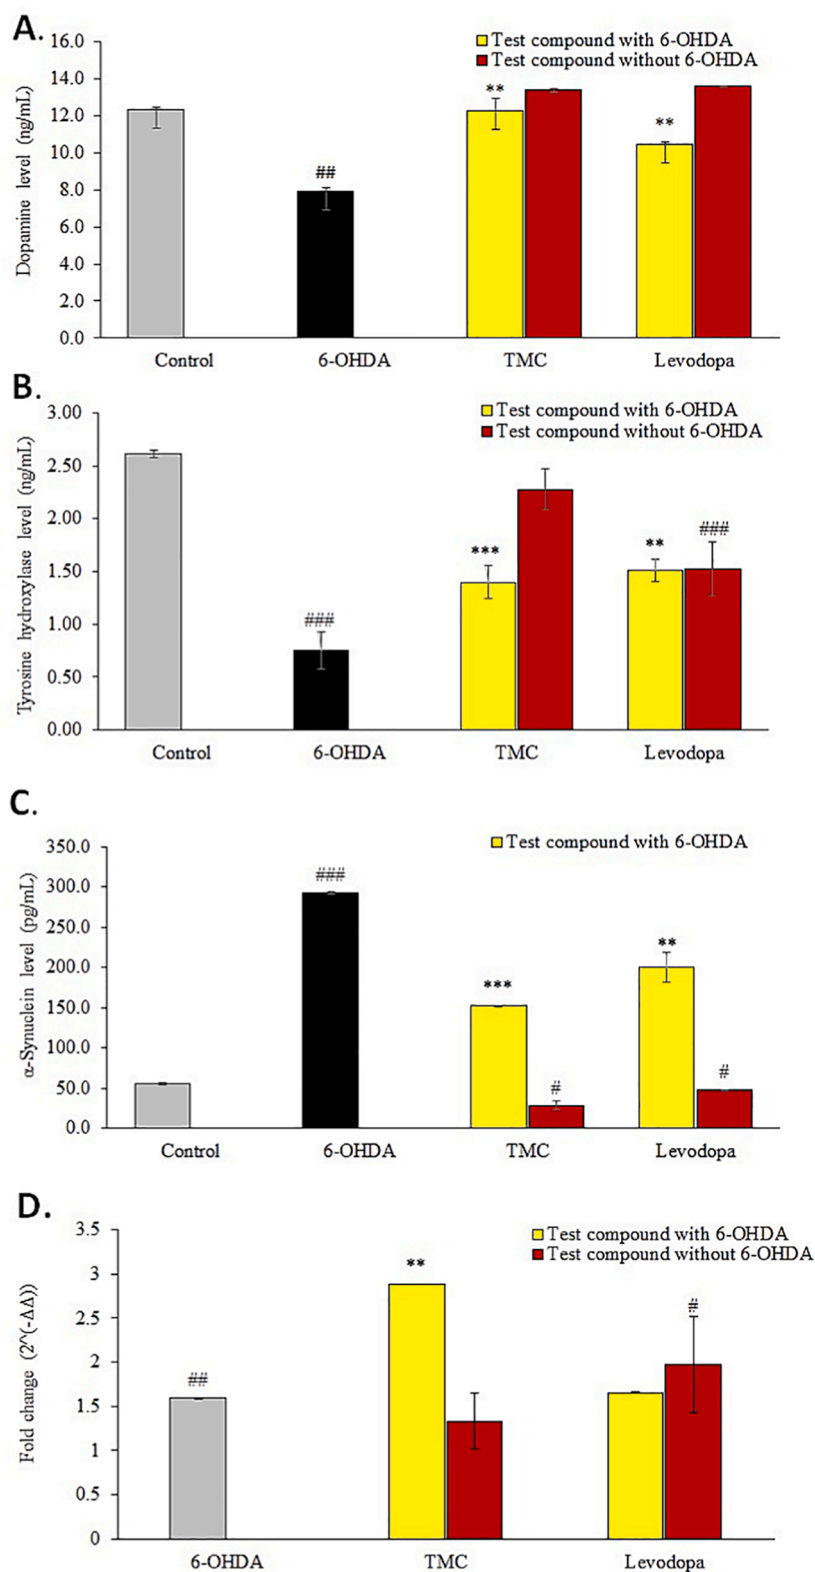 A.
16.0
14.0
12.0
10.0
8.0
6.0
4.0
2.0
0.0
Dopamine level (ng/mL)
Test compound with 6-OHDA
Test compound without 6-OHDA
##
**
**
Control 6-OHDA TMC Levodopa
B.
3.00
2.50
2.00
1.50
1.00
0.50
0.00
Tyrosine hydroxylase level (ng/mL)
Test compound with 6-OHDA
Test compound without 6-OHDA
###
***
**
###
Control 6-OHDA TMC Levodopa
C.
350.0
300.0
250.0
200.0
150.0
100.0
50.0
0.0
α-Synuclein level (pg/mL)
Test compound with 6-OHDA
###
***
#
**
#
Control 6-OHDA TMC Levodopa
D.
3.5
3
2.5
2
1.5
1
0.5
0
Fold change (2^(-ΔΔ))
Test compound with 6-OHDA
Test compound without 6-OHDA
##
**
#
6-OHDA TMC Levodopa